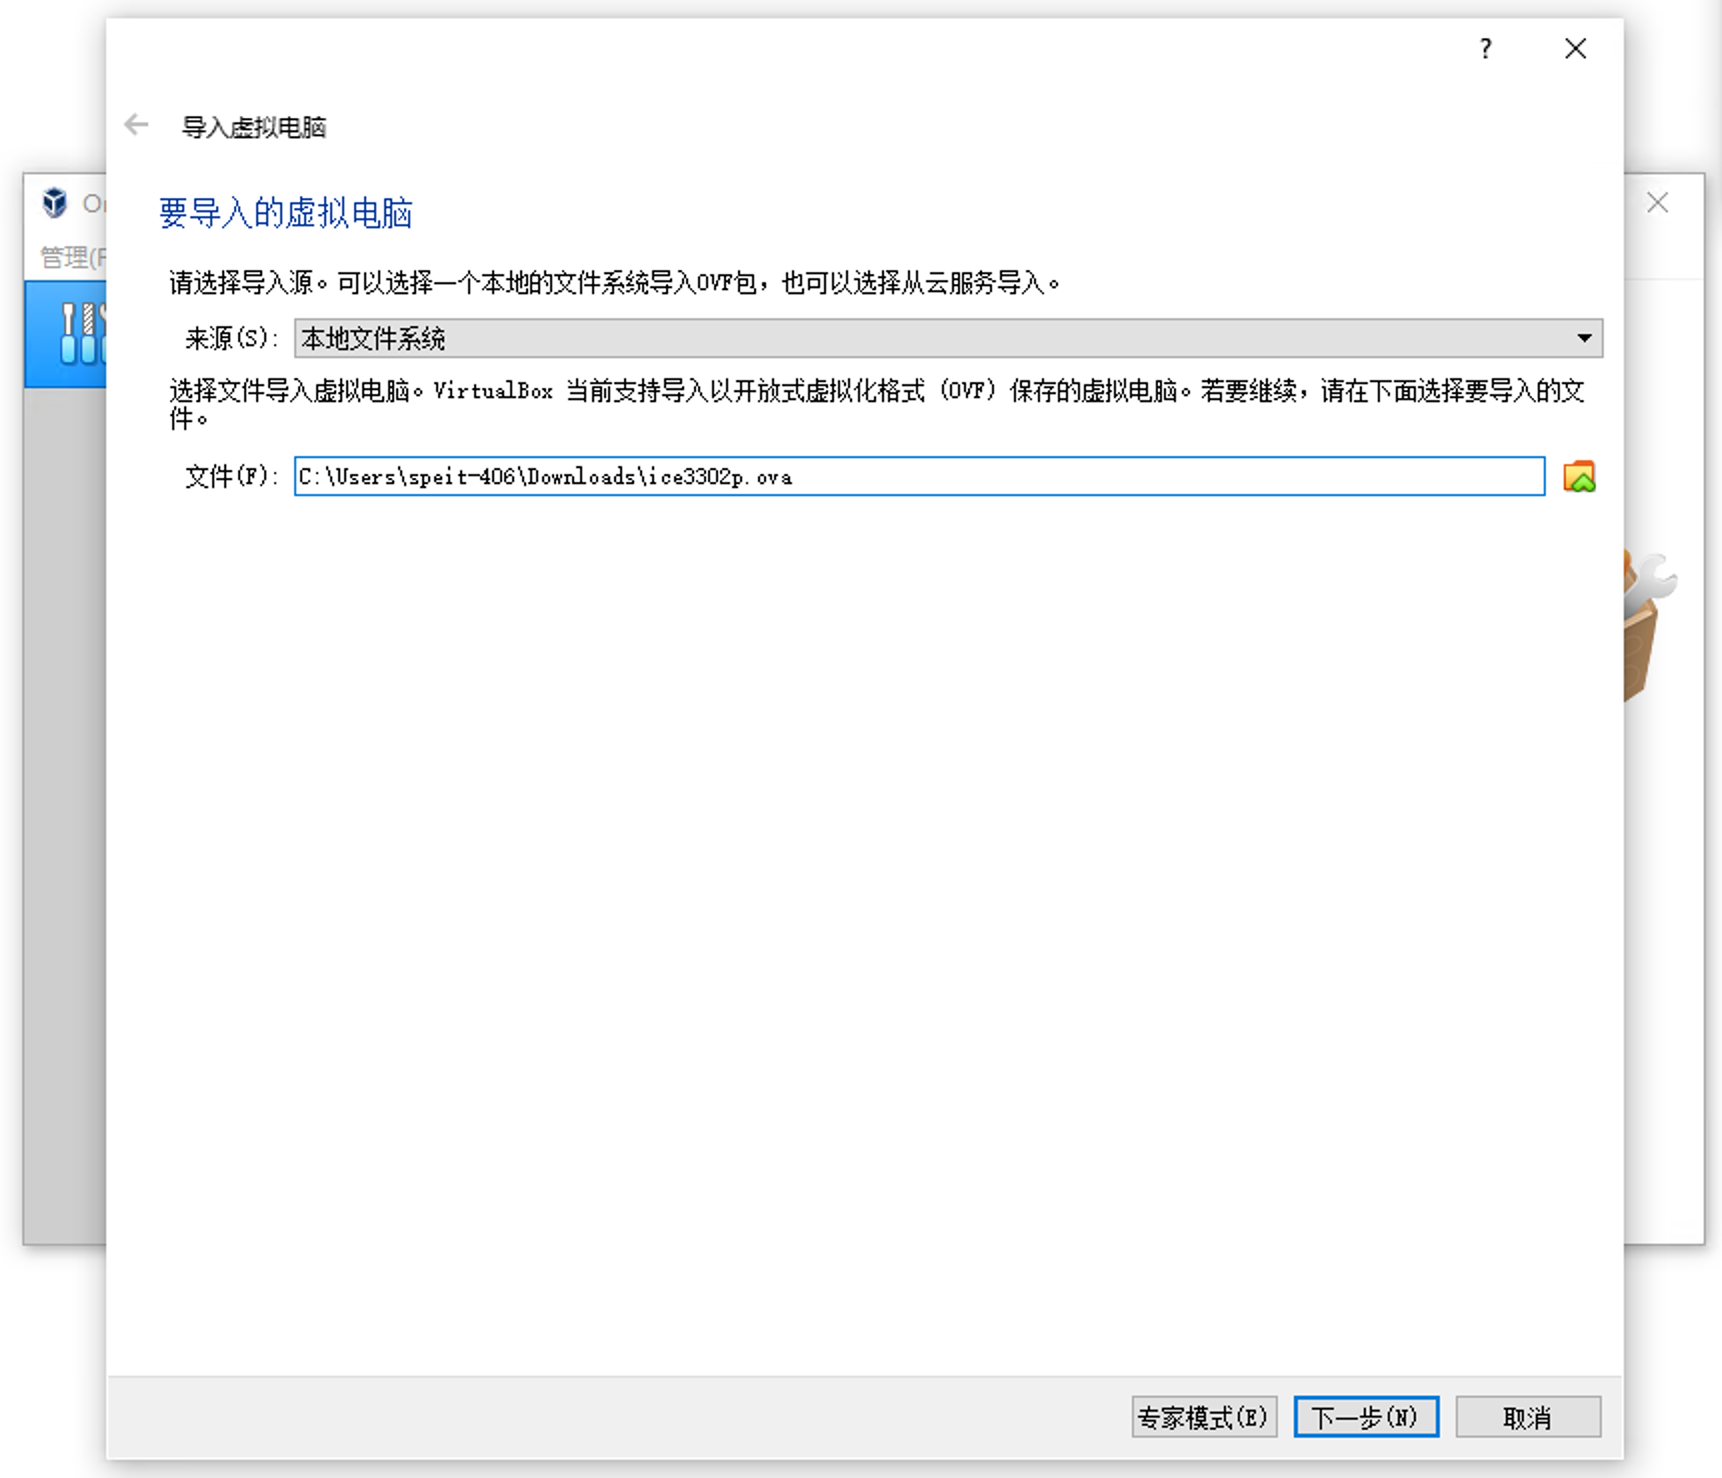 ?
导入虚拟电脑
Or
管理(F
要导入的虚拟电脑
请选择导入源。可以选择一个本地的文件系统导入OVF包，也可以选择从云服务导入。
来源(S): 本地文件系统
选择文件导入虚拟电脑。VirtualBox 当前支持导入以开放式虚拟化格式（OVF）保存的虚拟电脑。若要继续，请在下面选择要导入的文
件。
文件(F): C:\Users\speit-406\Downloads\ice3302p.ova
专家模式(E) 下一步(N) 取消